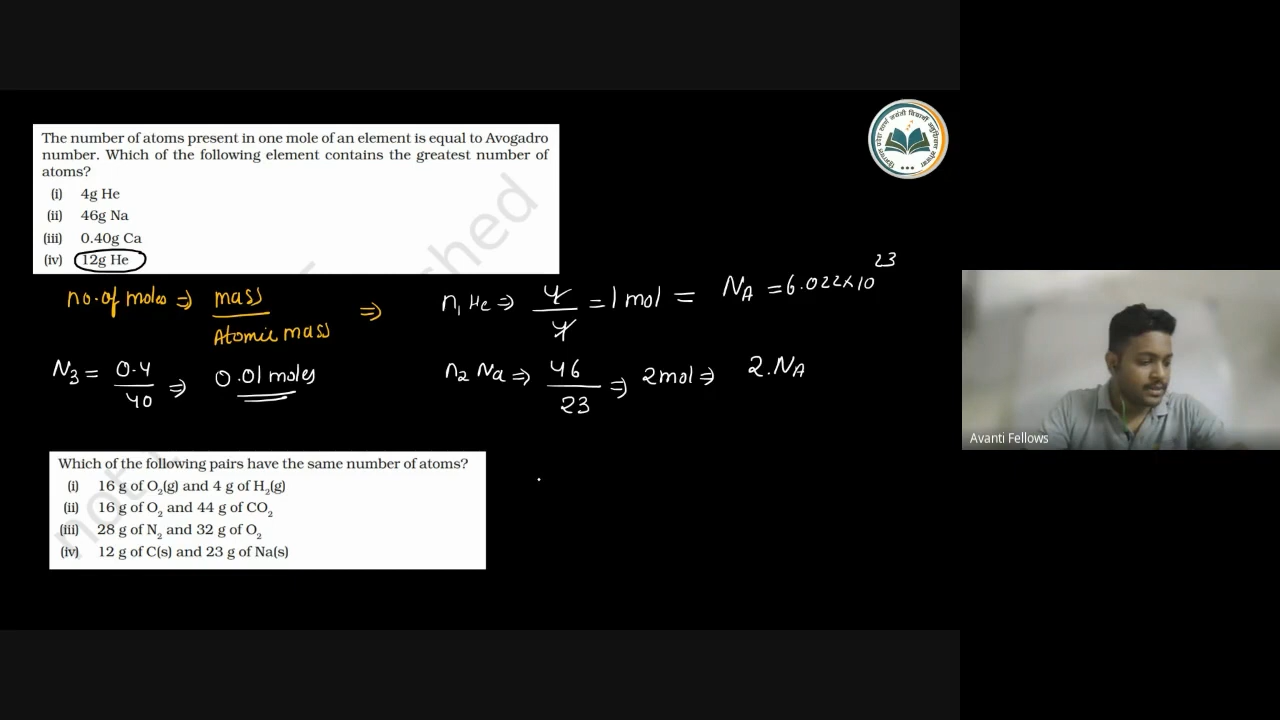 The number of atoms present in one mole of an element is equal to Avogadro
number. Which of the following element contains the greatest number of
atoms?
(i) 4g He
(ii) 46g Na
(iii) 0.40g Ca
(iv) 12g He
no. of moles ⇒ mass / Atomic mass ⇒
n₁ He ⇒ 4/4 = 1 mol = N_A = 6.022×10²³
N₃ = 0.4/40 ⇒ 0.01 moles
n₂ Na ⇒ 46/23 ⇒ 2 mol ⇒ 2.N_A
Which of the following pairs have the same number of atoms?
(i) 16 g of O₂(g) and 4 g of H₂(g)
(ii) 16 g of O₂ and 44 g of CO₂
(iii) 28 g of N₂ and 32 g of O₂
(iv) 12 g of C(s) and 23 g of Na(s)
Avanti Fellows